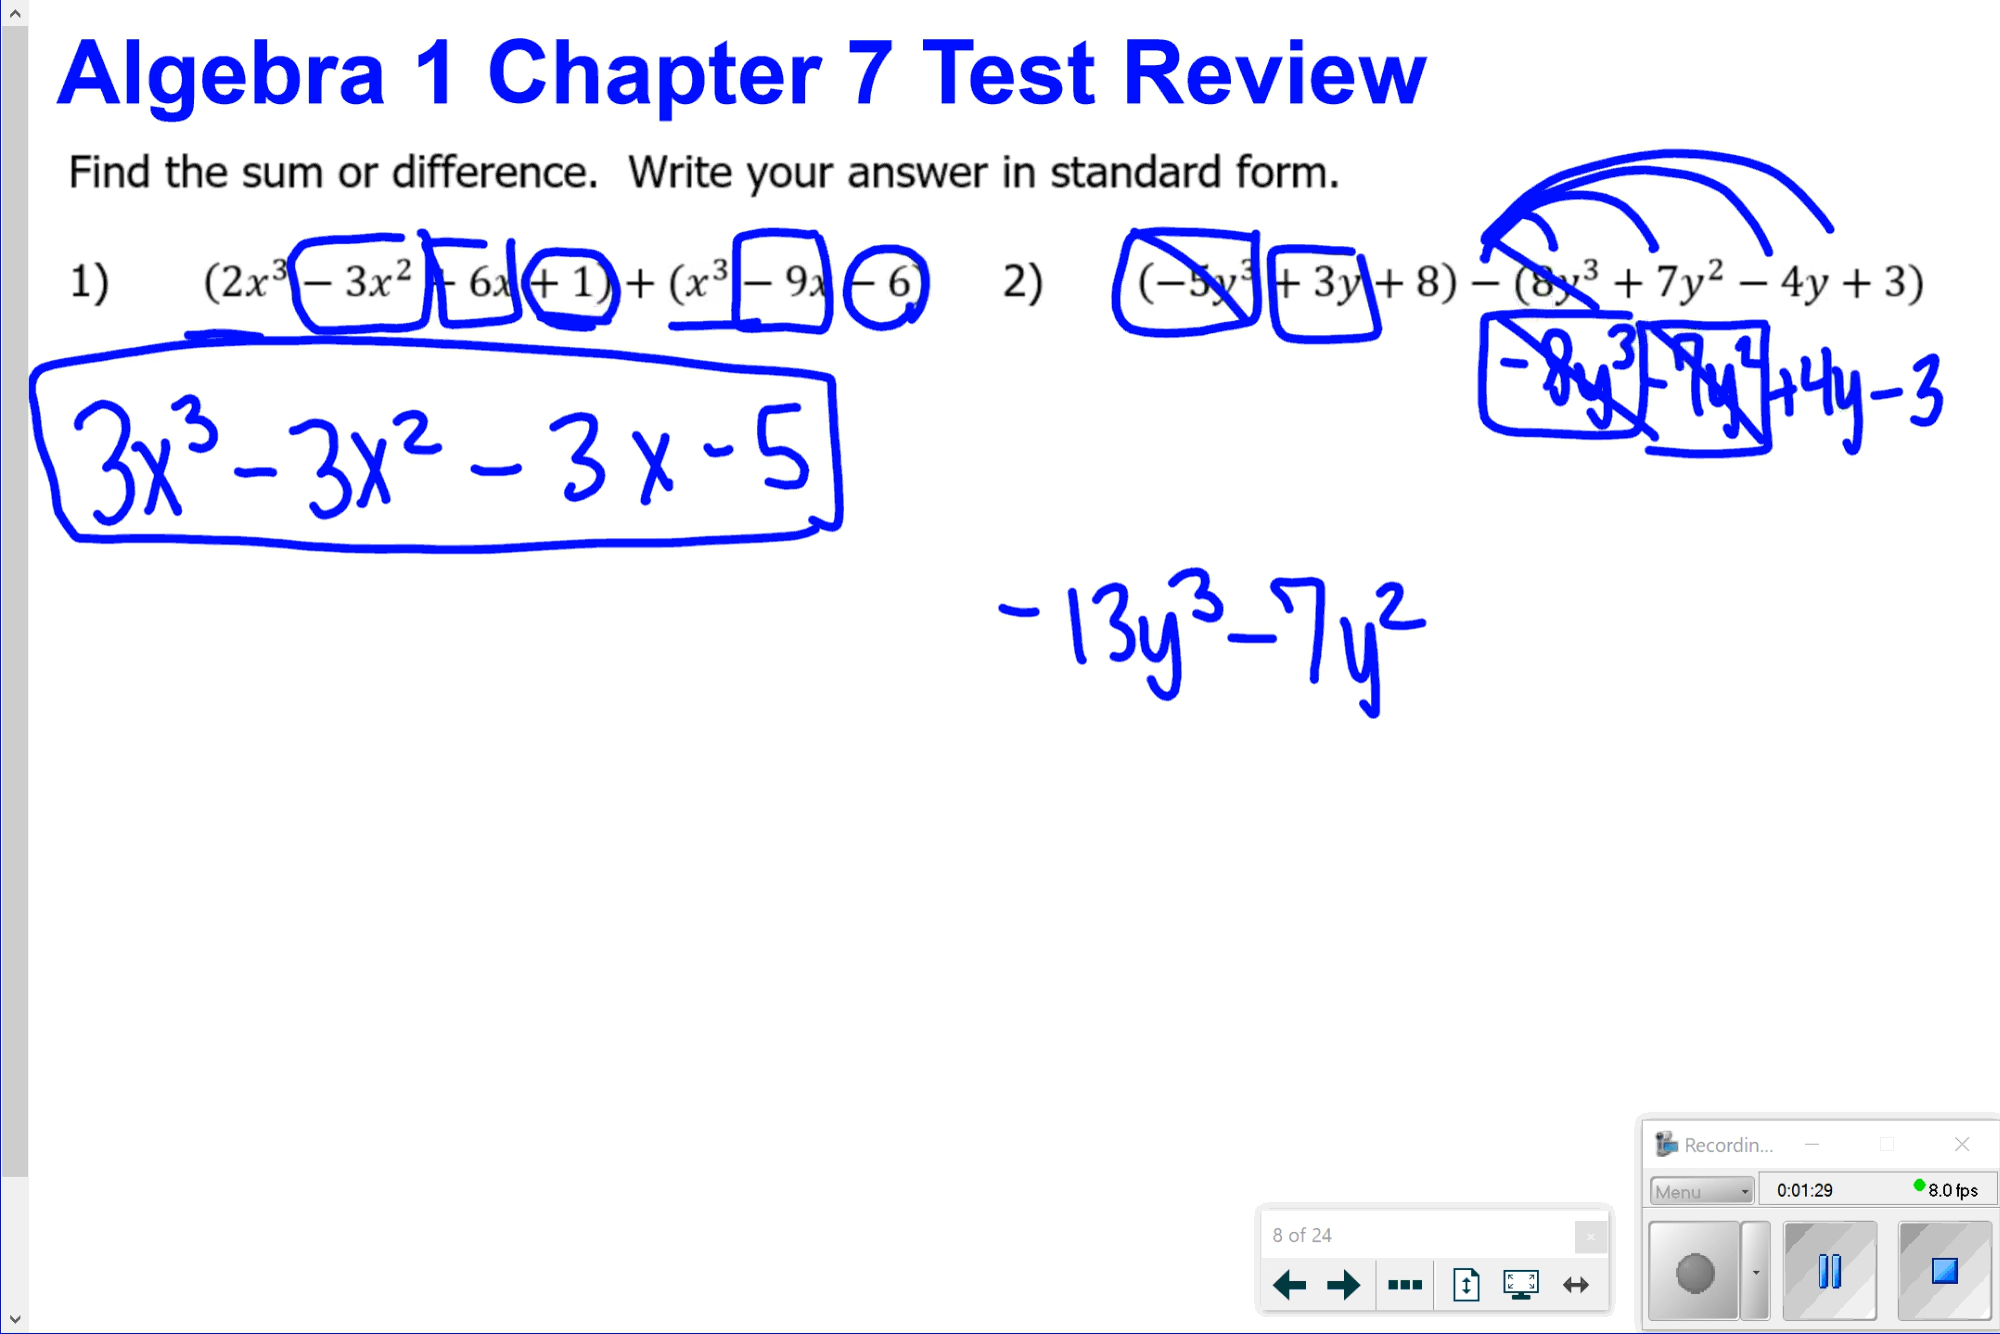 Algebra 1 Chapter 7 Test Review
Find the sum or difference. Write your answer in standard form.
1) (2x³ − 3x² + 6x + 1) + (x³ − 9x − 6)
2) (−5y³ + 3y + 8) − (8y³ + 7y² − 4y + 3)
-8y³ - 7y² + 4y - 3
3x³ - 3x² - 3x - 5
-13y³ - 7y²
Recordin...
Menu 0:01:29 8.0 fps
8 of 24